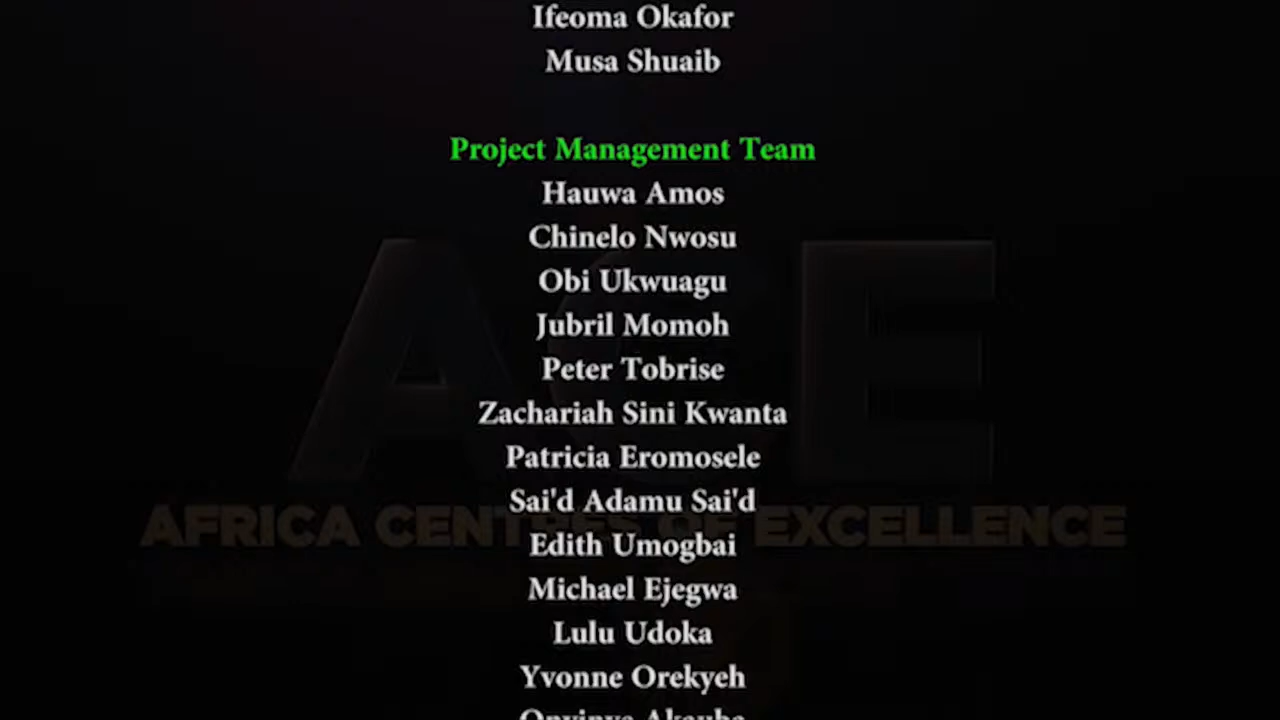 Ifeoma Okafor
Musa Shuaib
Project Management Team
Hauwa Amos
Chinelo Nwosu
Obi Ukwuagu
Jubril Momoh
Peter Tobrise
Zachariah Sini Kwanta
Patricia Eromosele
Sai'd Adamu Sai'd
Edith Umogbai
Michael Ejegwa
Lulu Udoka
Yvonne Orekyeh
ACE
AFRICA CENTRES OF EXCELLENCE